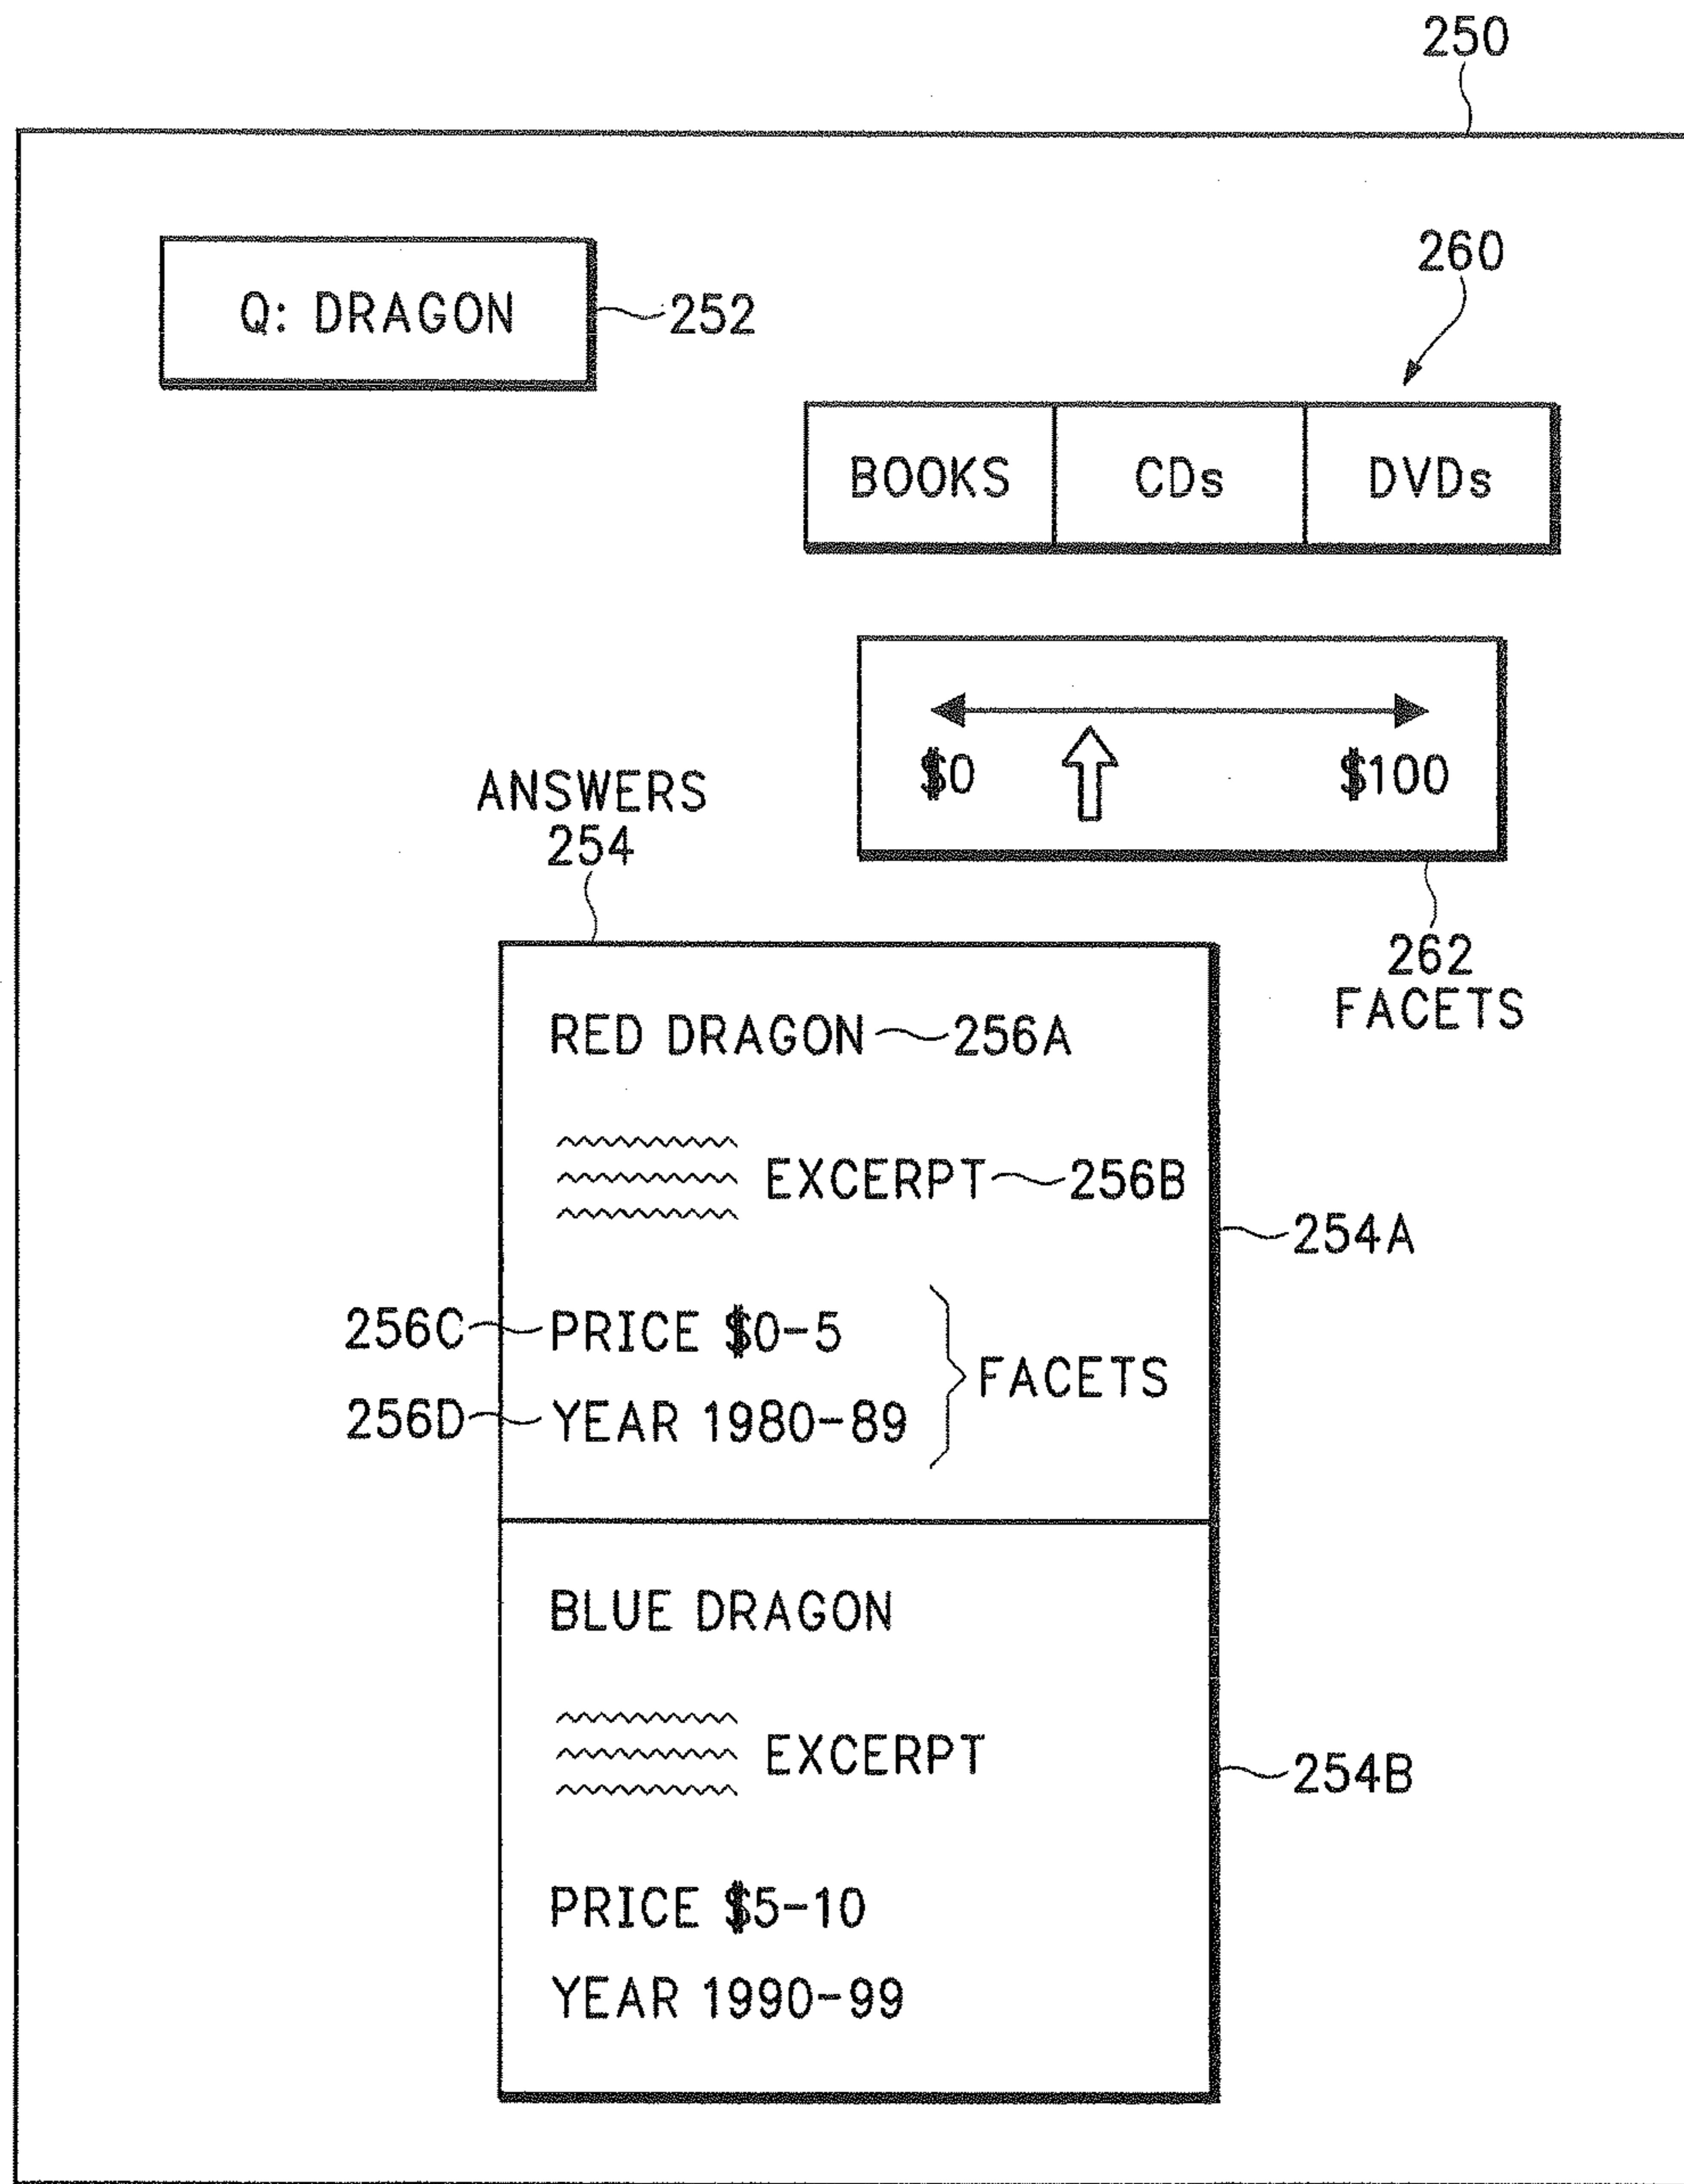 250
Q: DRAGON
252
260
BOOKS CDs DVDs
$0 $100
262
FACETS
ANSWERS
254
RED DRAGON 256A
EXCERPT 256B
254A
256C PRICE $0-5
256D YEAR 1980-89
FACETS
BLUE DRAGON
EXCERPT
254B
PRICE $5-10
YEAR 1990-99